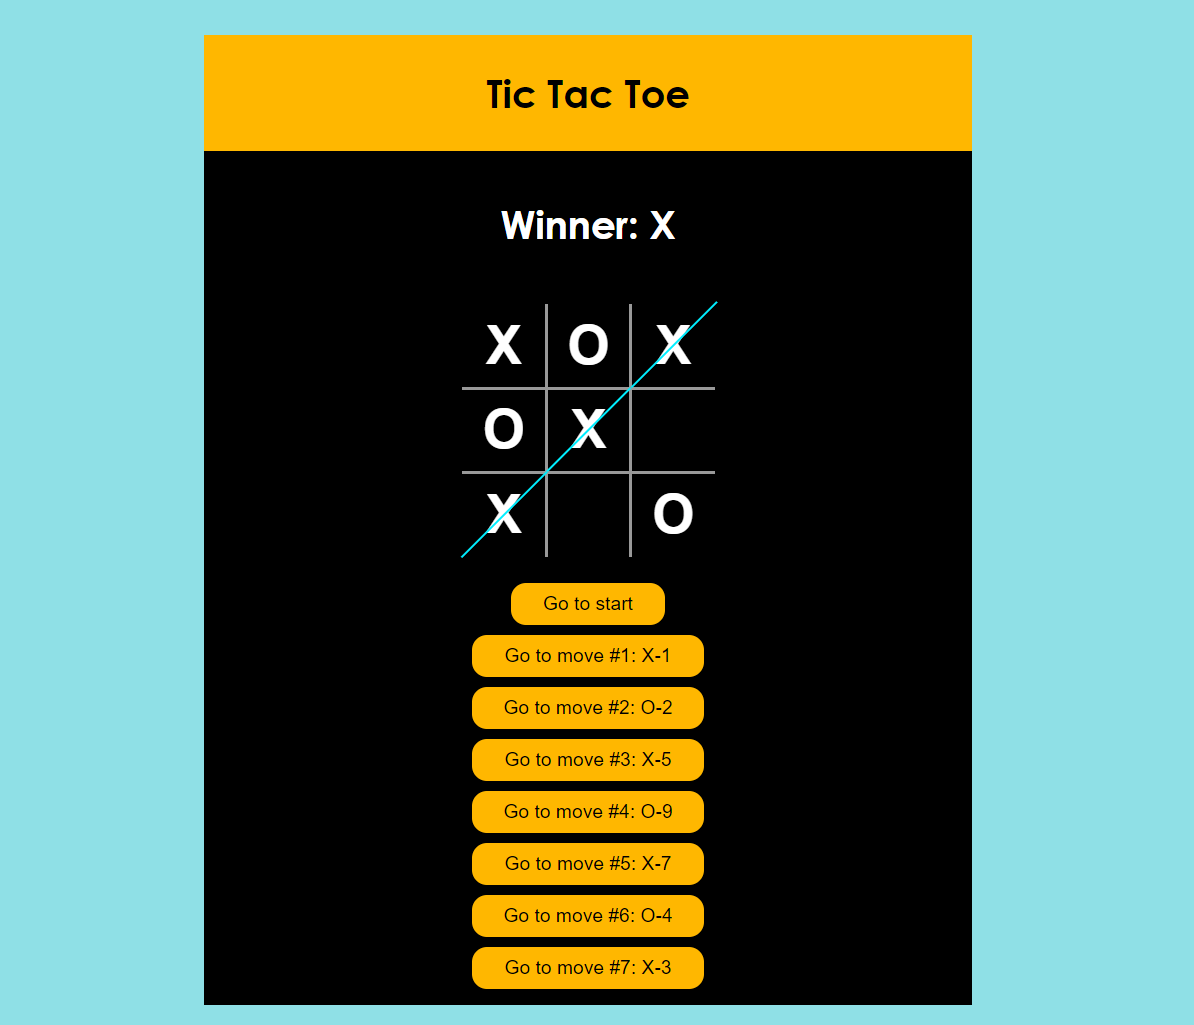 Tic Tac Toe
Winner: X
X O X
O X
X O
Go to start
Go to move #1: X-1
Go to move #2: O-2
Go to move #3: X-5
Go to move #4: O-9
Go to move #5: X-7
Go to move #6: O-4
Go to move #7: X-3